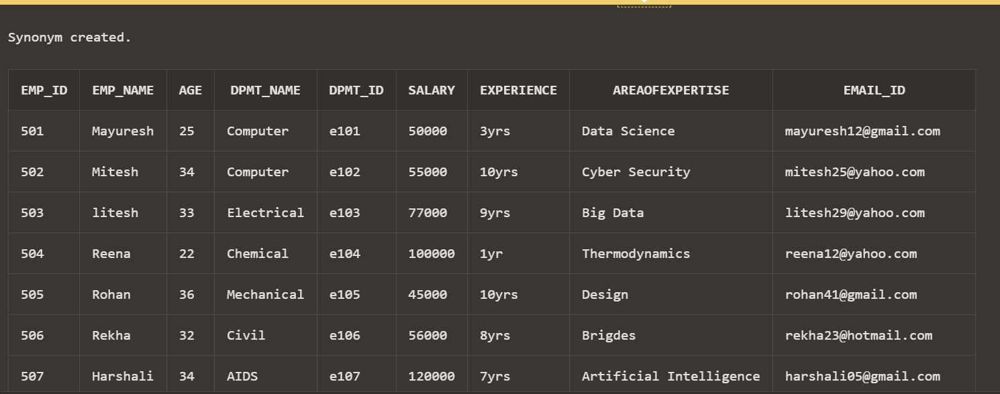 Synonym created.
EMP_ID EMP_NAME AGE DPMT_NAME DPMT_ID SALARY EXPERIENCE AREAOFEXPERTISE EMAIL_ID
501 Mayuresh 25 Computer e101 50000 3yrs Data Science mayuresh12@gmail.com
502 Mitesh 34 Computer e102 55000 10yrs Cyber Security mitesh25@yahoo.com
503 litesh 33 Electrical e103 77000 9yrs Big Data litesh29@yahoo.com
504 Reena 22 Chemical e104 100000 1yr Thermodynamics reena12@yahoo.com
505 Rohan 36 Mechanical e105 45000 10yrs Design rohan41@gmail.com
506 Rekha 32 Civil e106 56000 8yrs Brigdes rekha23@hotmail.com
507 Harshali 34 AIDS e107 120000 7yrs Artificial Intelligence harshali05@gmail.com